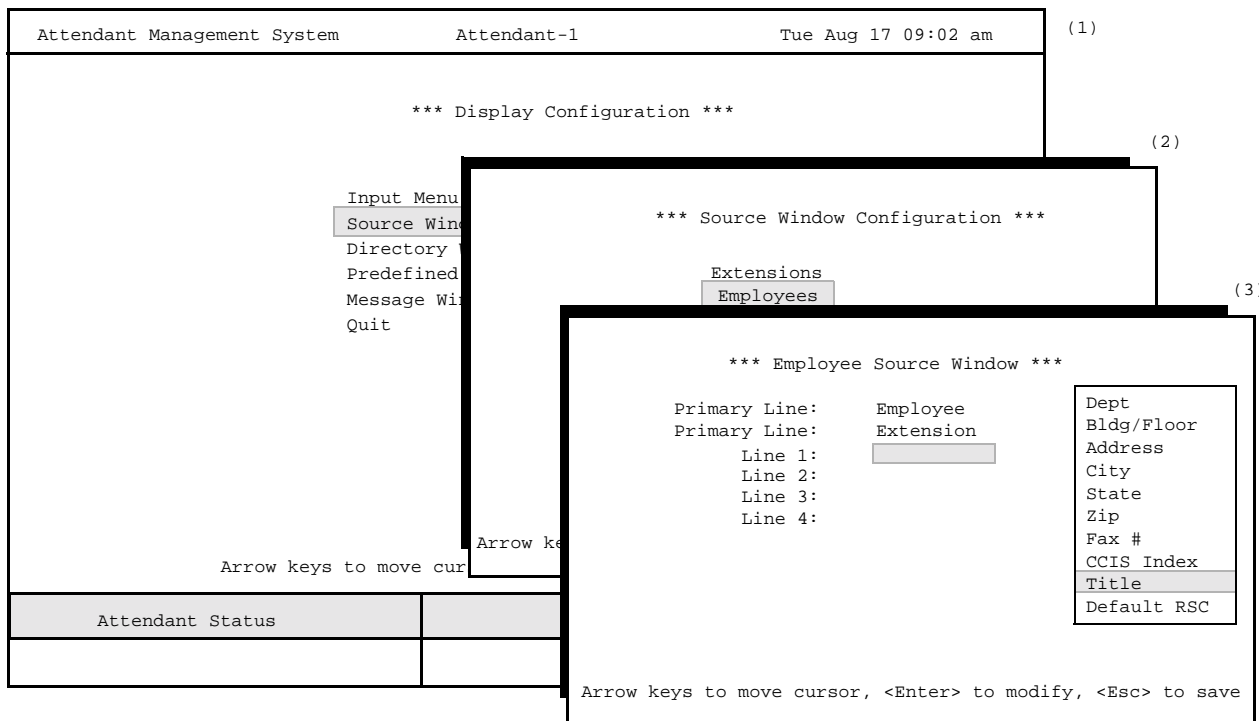 Attendant Management System Attendant-1 Tue Aug 17 09:02 am (1)
*** Display Configuration ***
Input Menu
Source
Directory
Predefined
Message
Quit
Arrow keys to move
Attendant Status
(2)
*** Source Window Configuration ***
Extensions
Employees
Arrow
(3)
*** Employee Source Window ***
Primary Line: Employee
Primary Line: Extension
Line 1:
Line 2:
Line 3:
Line 4:
Dept
Bldg/Floor
Address
City
State
Zip
Fax #
CCIS Index
Title
Default RSC
Arrow keys to move cursor, <Enter> to modify, <Esc> to save